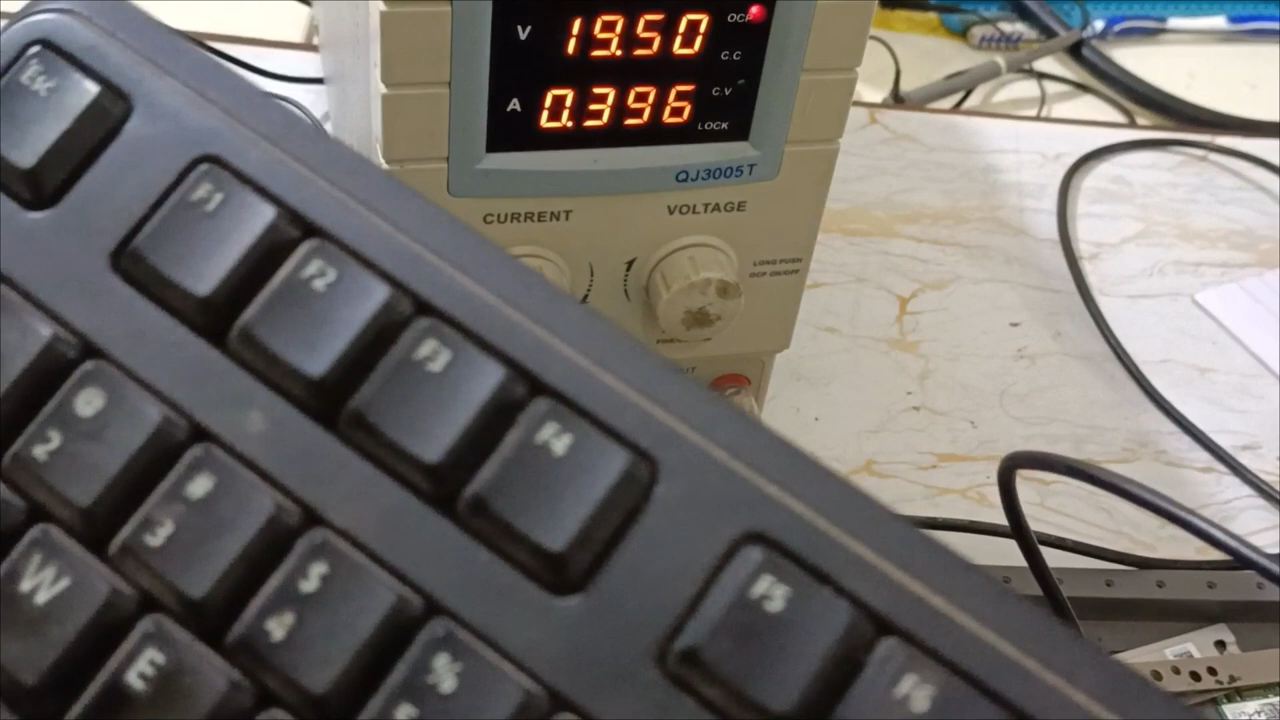 V 19.50 OCP
C.C
A 0.396 C.V
LOCK
QJ3005T
CURRENT VOLTAGE
LONG PUSH
OCP ON/OFF
Esc
F1
F2
F3
F4
F5
F6
@
2
#
3
$
4
%
W
E